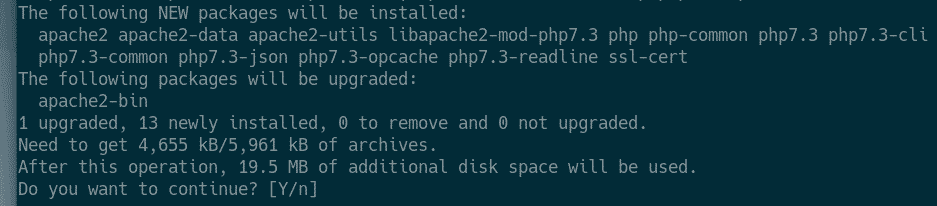 The following NEW packages will be installed:
apache2 apache2-data apache2-utils libapache2-mod-php7.3 php php-common php7.3 php7.3-cli
php7.3-common php7.3-json php7.3-opcache php7.3-readline ssl-cert
The following packages will be upgraded:
apache2-bin
1 upgraded, 13 newly installed, 0 to remove and 0 not upgraded.
Need to get 4,655 kB/5,961 kB of archives.
After this operation, 19.5 MB of additional disk space will be used.
Do you want to continue? [Y/n]